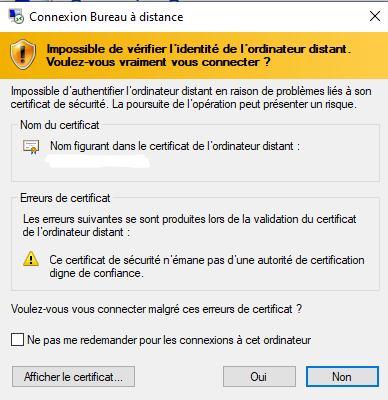 Connexion Bureau à distance
Impossible de vérifier l'identité de l'ordinateur distant.
Voulez-vous vraiment vous connecter ?
Impossible d'authentifier l'ordinateur distant en raison de problèmes liés à son
certificat de sécurité. La poursuite de l'opération peut présenter un risque.
Nom du certificat
Nom figurant dans le certificat de l'ordinateur distant :
Erreurs de certificat
Les erreurs suivantes se sont produites lors de la validation du certificat
de l'ordinateur distant :
Ce certificat de sécurité n'émane pas d'une autorité de certification
digne de confiance.
Voulez-vous vous connecter malgré ces erreurs de certificat ?
Ne pas me redemander pour les connexions à cet ordinateur
Afficher le certificat...
Oui
Non